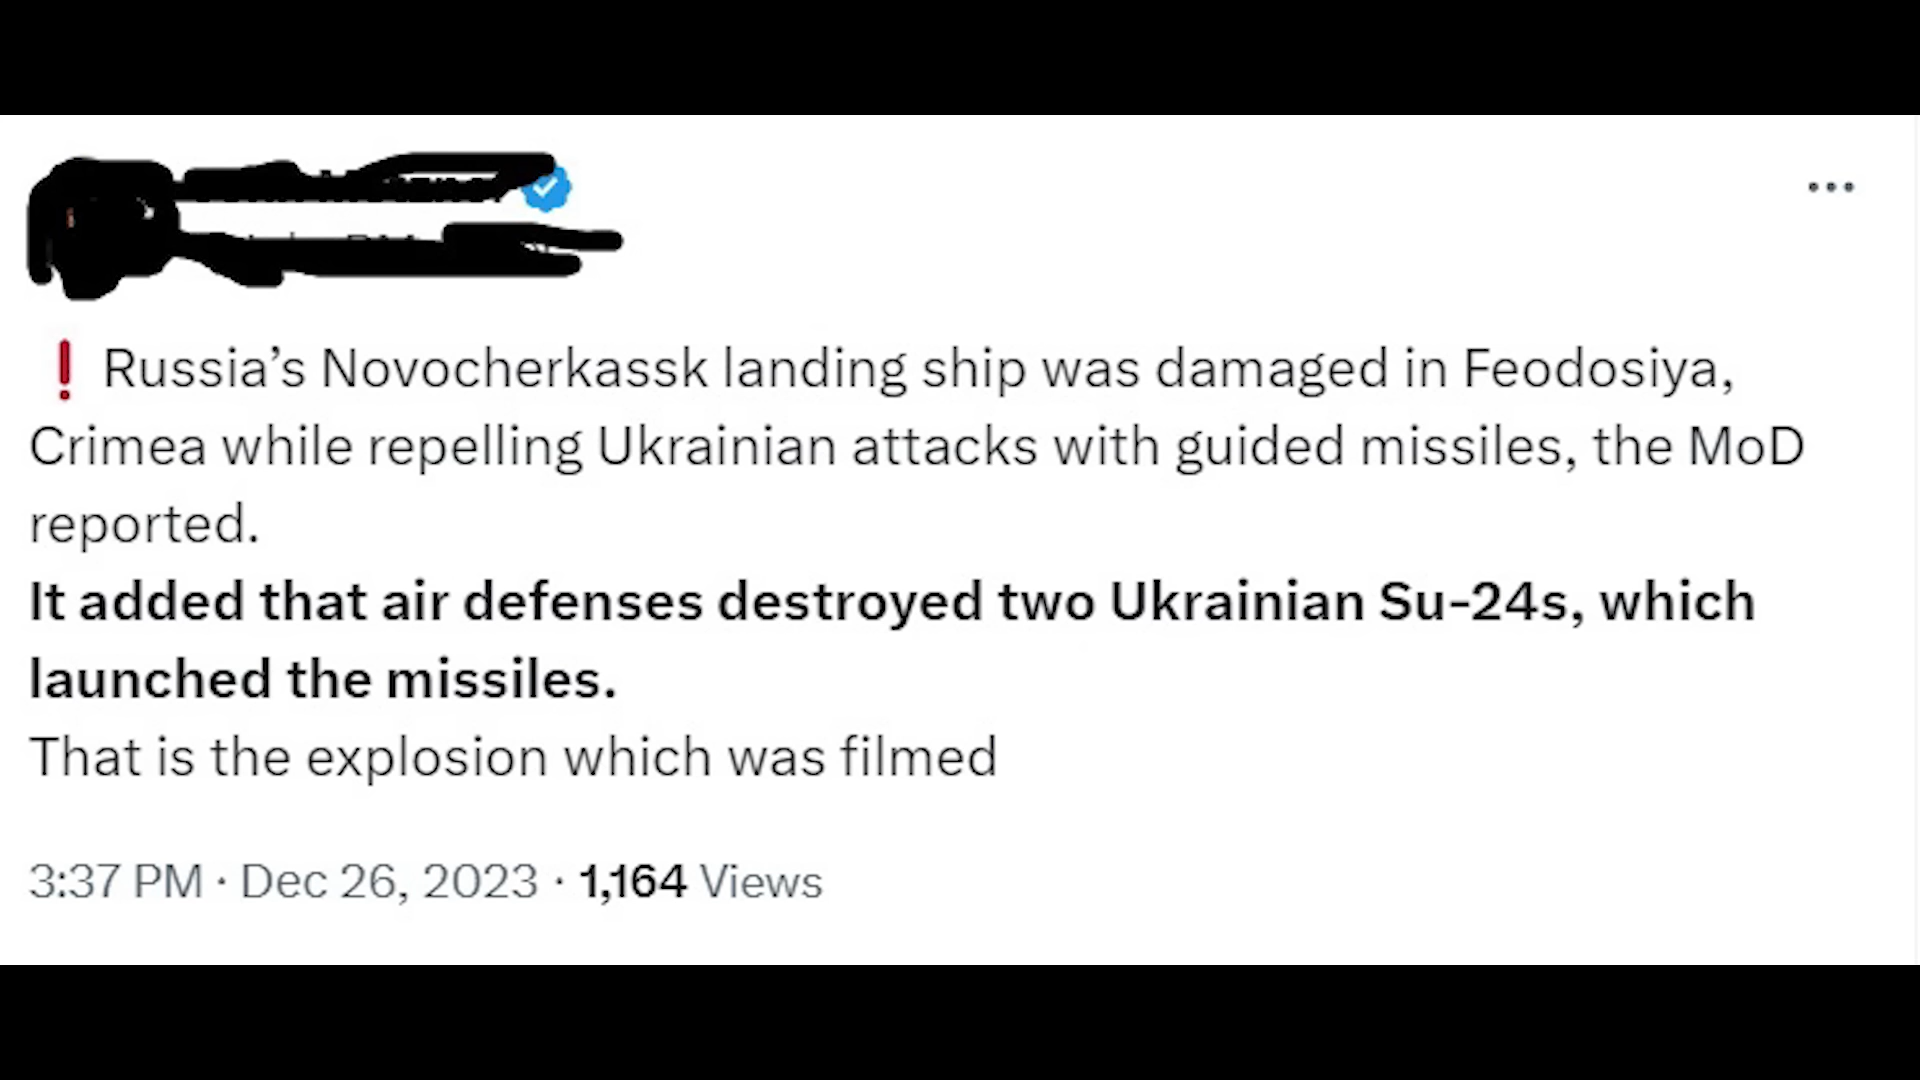 ❗ Russia’s Novocherkassk landing ship was damaged in Feodosiya,
Crimea while repelling Ukrainian attacks with guided missiles, the MoD
reported.
It added that air defenses destroyed two Ukrainian Su-24s, which
launched the missiles.
That is the explosion which was filmed
3:37 PM · Dec 26, 2023 · 1,164 Views